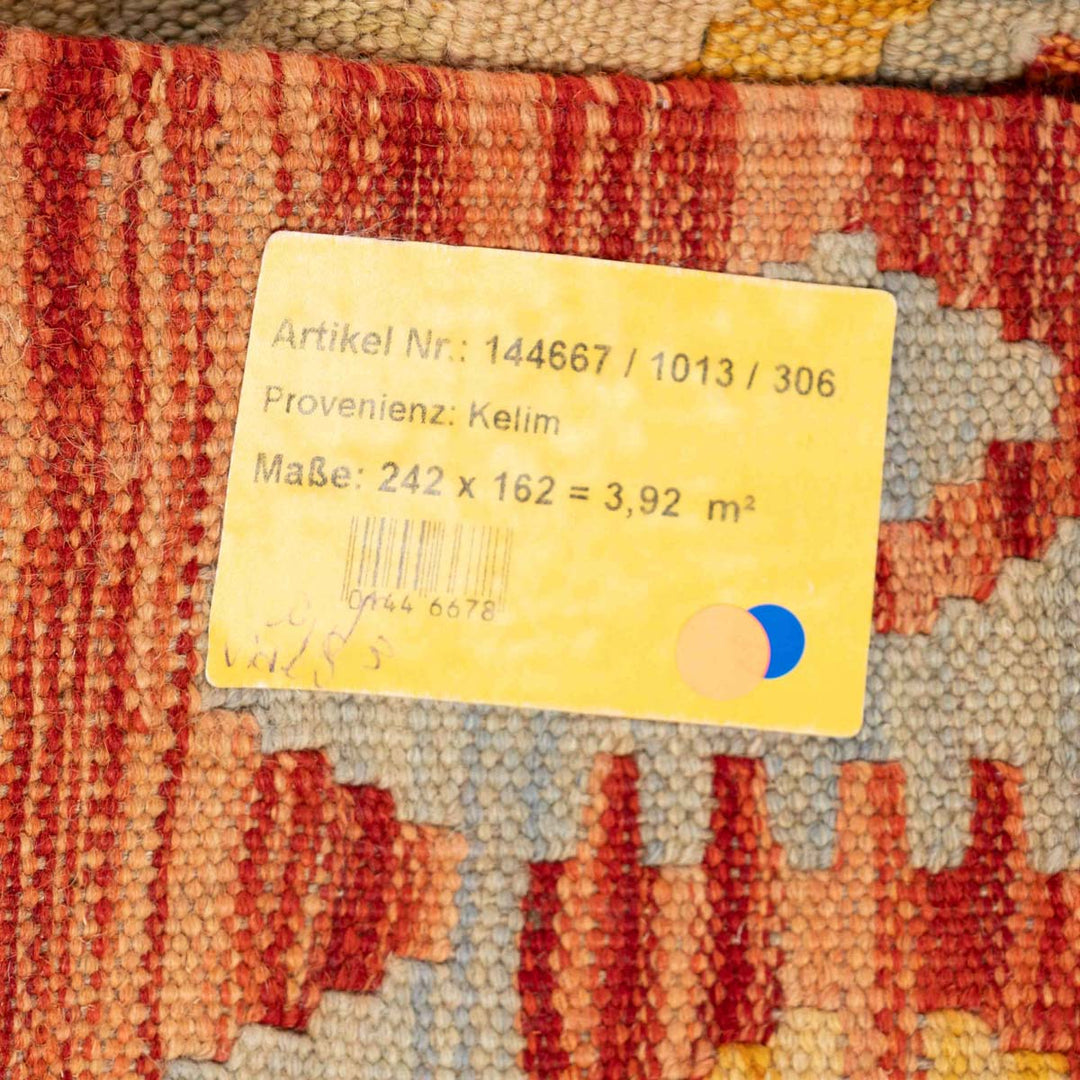 Artikel Nr.: 144667 / 1013 / 306
Provenienz: Kelim
Maße: 242 x 162 = 3,92 m²
0144 6678